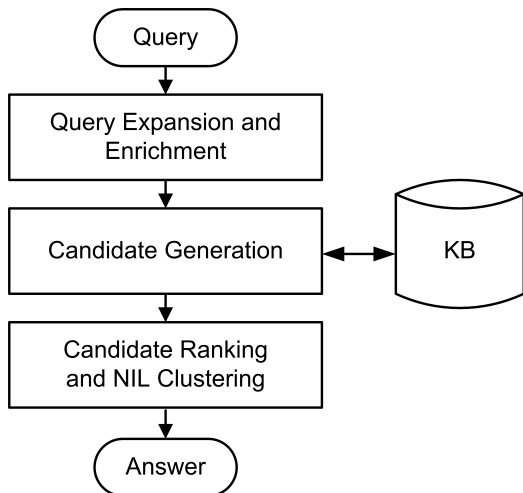 Query
Query Expansion and
Enrichment
Candidate Generation
KB
Candidate Ranking
and NIL Clustering
Answer